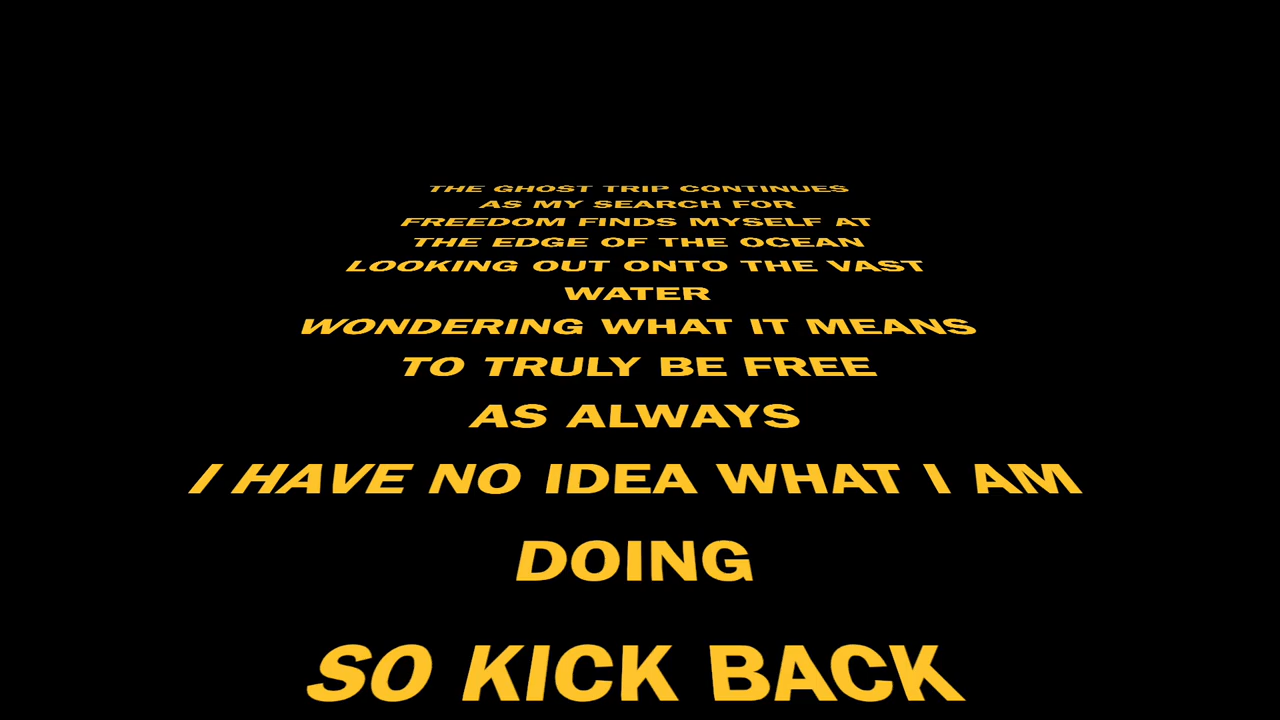 THE GHOST TRIP CONTINUES
AS MY SEARCH FOR
FREEDOM FINDS MYSELF AT
THE EDGE OF THE OCEAN
LOOKING OUT ONTO THE VAST
WATER
WONDERING WHAT IT MEANS
TO TRULY BE FREE
AS ALWAYS
I HAVE NO IDEA WHAT I AM
DOING
SO KICK BACK